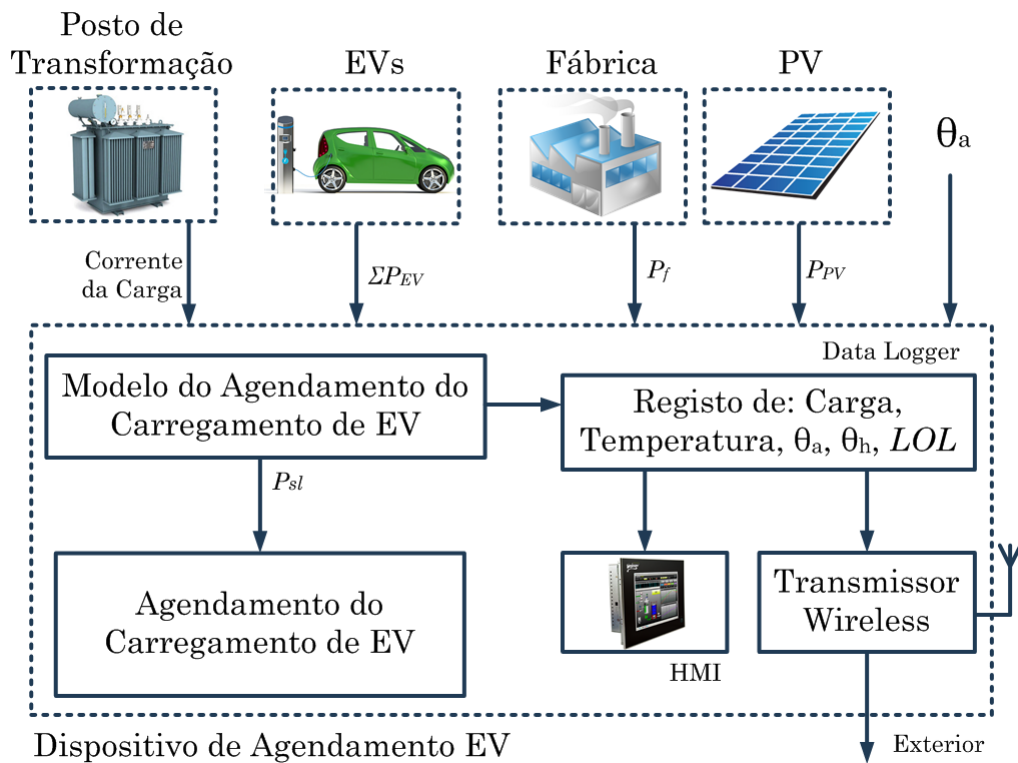 Posto de
Transformação
EVs
Fábrica
PV
θa
Corrente
da Carga
ΣPEV
Pf
PPV
Data Logger
Modelo do Agendamento do
Carregamento de EV
Registo de: Carga,
Temperatura, θa, θh, LOL
Psl
Agendamento do
Carregamento de EV
Transmissor
Wireless
HMI
Dispositivo de Agendamento EV
Exterior